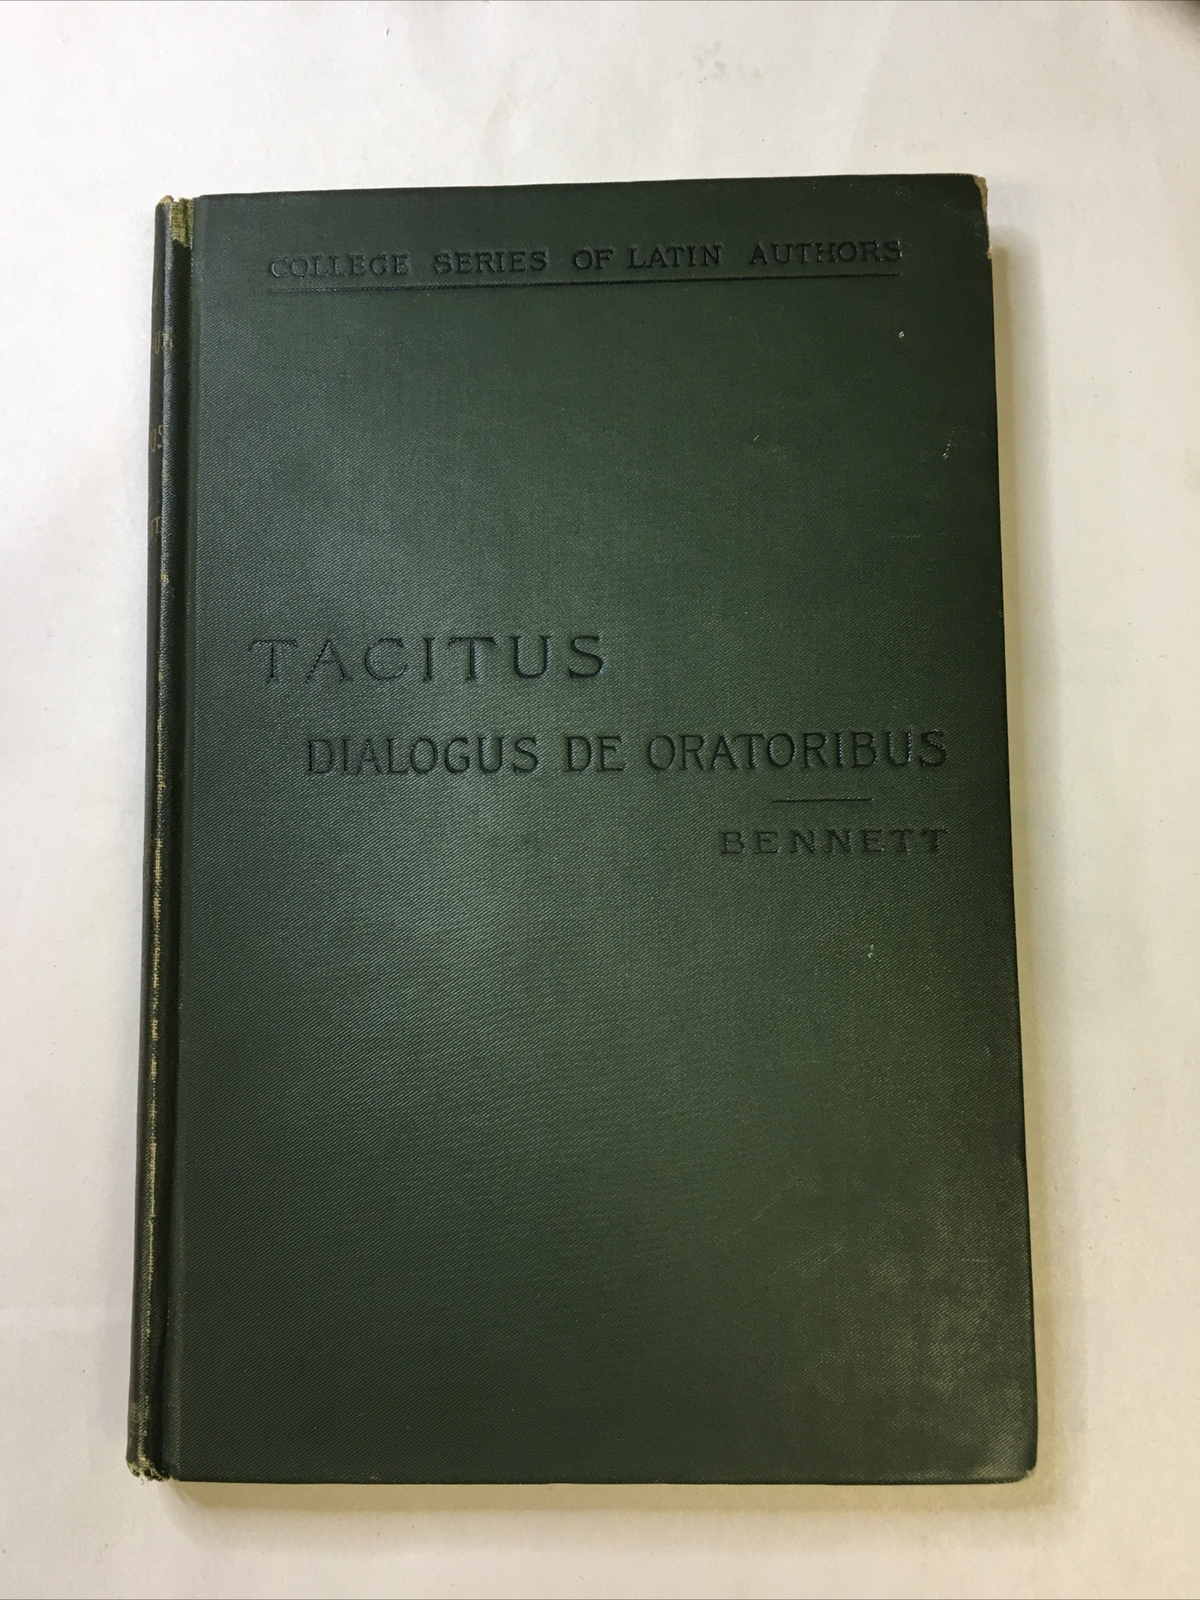 COLLEGE SERIES OF LATIN AUTHORS
TACITUS
DIALOGUS DE ORATORIBUS
BENNETT